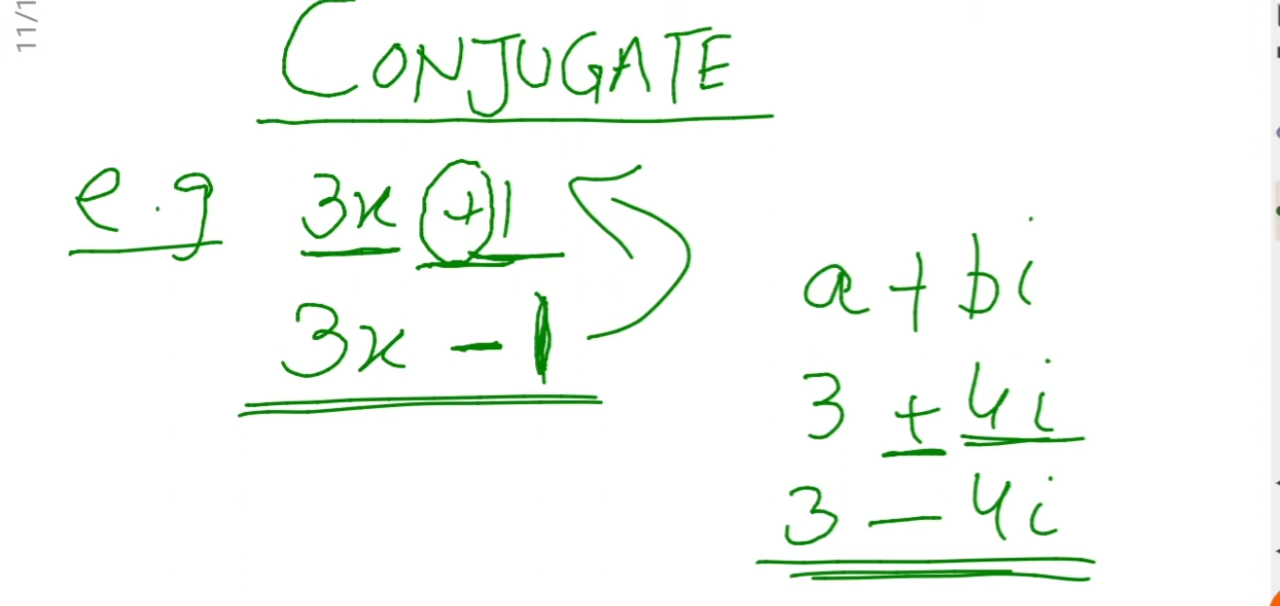 CONJUGATE
e.g 3x + 1
3x - 1
a + bi
3 + 4i
3 - 4i